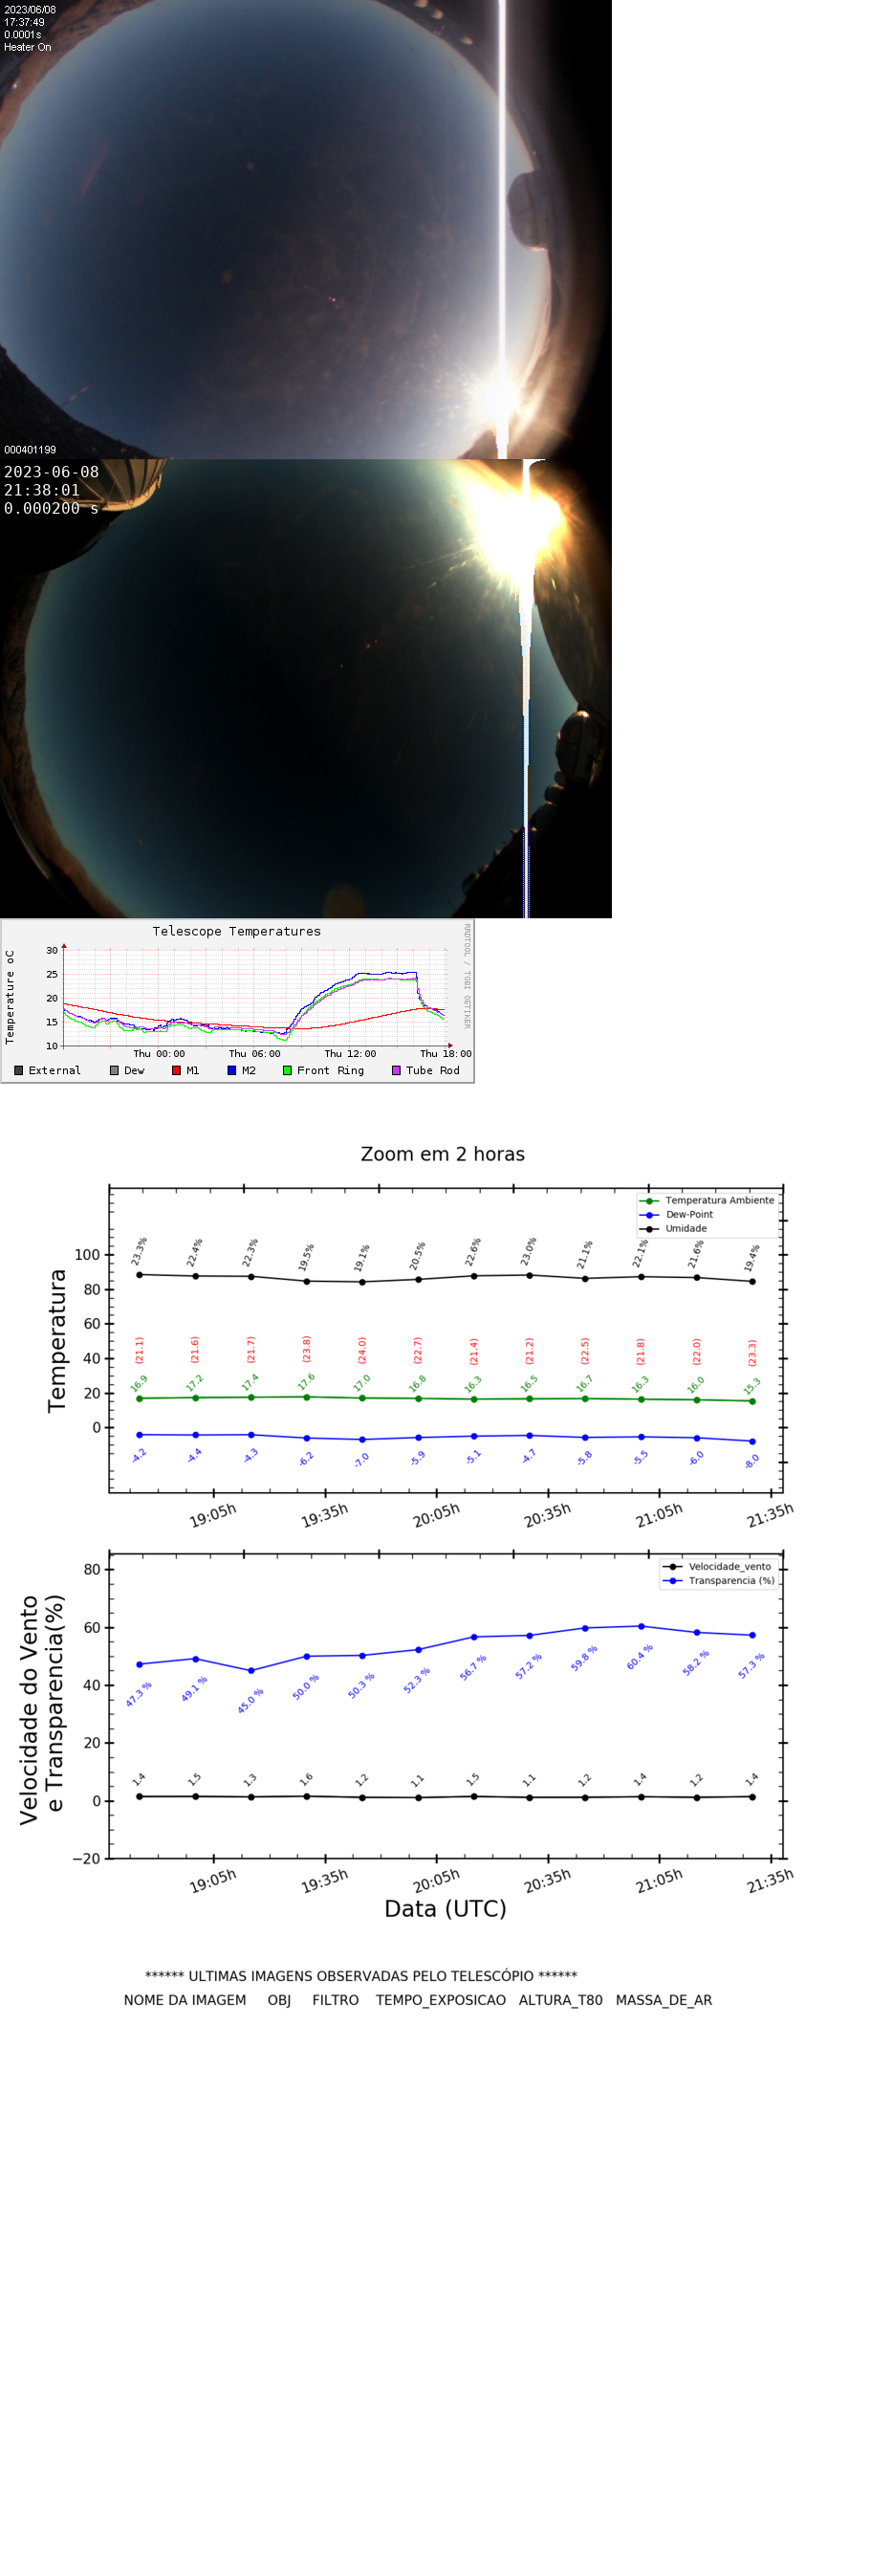 2023/06/08
17:37:49
0.0001s
Heater On
000401199
2023-06-08
21:38:01
0.000200 s
Telescope Temperatures
RRDTOOL / TOBI OETIKER
Temperature oC
30
25
20
15
10
Thu 00:00 Thu 06:00 Thu 12:00 Thu 18:00
External Dew M1 M2 Front Ring Tube Rod
Zoom em 2 horas
Temperatura Ambiente
Dew-Point
Umidade
Temperatura
100
80
60
40
20
0
23.3% 22.4% 22.3% 19.5% 19.1% 20.5% 22.6% 23.0% 21.1% 22.1% 21.6% 19.4%
(21.1) (21.6) (21.7) (23.8) (24.0) (22.7) (21.4) (21.2) (22.5) (21.8) (22.0) (23.3)
16.9 17.2 17.4 17.6 17.0 16.8 16.3 16.5 16.7 16.3 16.0 15.3
-4.2 -4.4 -4.3 -6.2 -7.0 -5.9 -5.1 -4.7 -5.8 -5.5 -6.0 -8.0
19:05h 19:35h 20:05h 20:35h 21:05h 21:35h
Velocidade_vento
Transparencia (%)
Velocidade do Vento
e Transparencia(%)
80
60
40
20
0
−20
47.3 % 49.1 % 45.0 % 50.0 % 50.3 % 52.3 % 56.7 % 57.2 % 59.8 % 60.4 % 58.2 % 57.3 %
1.4 1.5 1.3 1.6 1.2 1.1 1.5 1.1 1.2 1.4 1.2 1.4
19:05h 19:35h 20:05h 20:35h 21:05h 21:35h
Data (UTC)
****** ULTIMAS IMAGENS OBSERVADAS PELO TELESCÓPIO ******
NOME DA IMAGEM OBJ FILTRO TEMPO_EXPOSICAO ALTURA_T80 MASSA_DE_AR